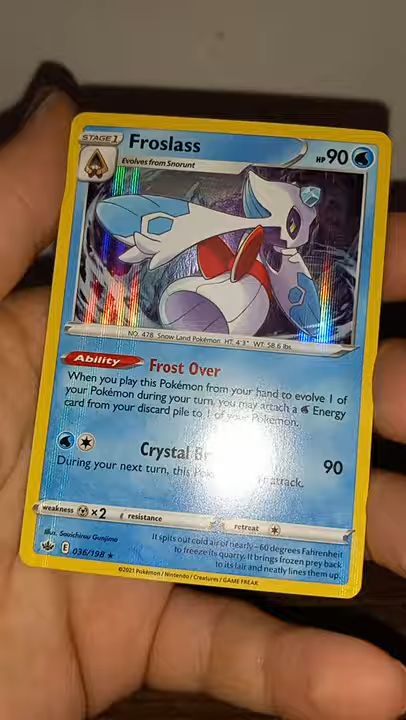 STAGE 1
Froslass
HP 90
Evolves from Snorunt
NO. 478 Snow Land Pokémon HT: 4'3" WT: 58.6 lbs.
Ability Frost Over
When you play this Pokémon from your hand to evolve 1 of
your Pokémon during your turn, you may attach a Energy
card from your discard pile to 1 of your Pokémon.
Crystal 90
During your next turn, this attack.
weakness ×2 resistance retreat
Illus. Souichirou Gunjima
It spits out cold air of nearly -60 degrees Fahrenheit
to freeze its quarry. It brings frozen prey back
to its lair and neatly lines them up.
E 036/198 ★
©2021 Pokémon / Nintendo / Creatures / GAME FREAK